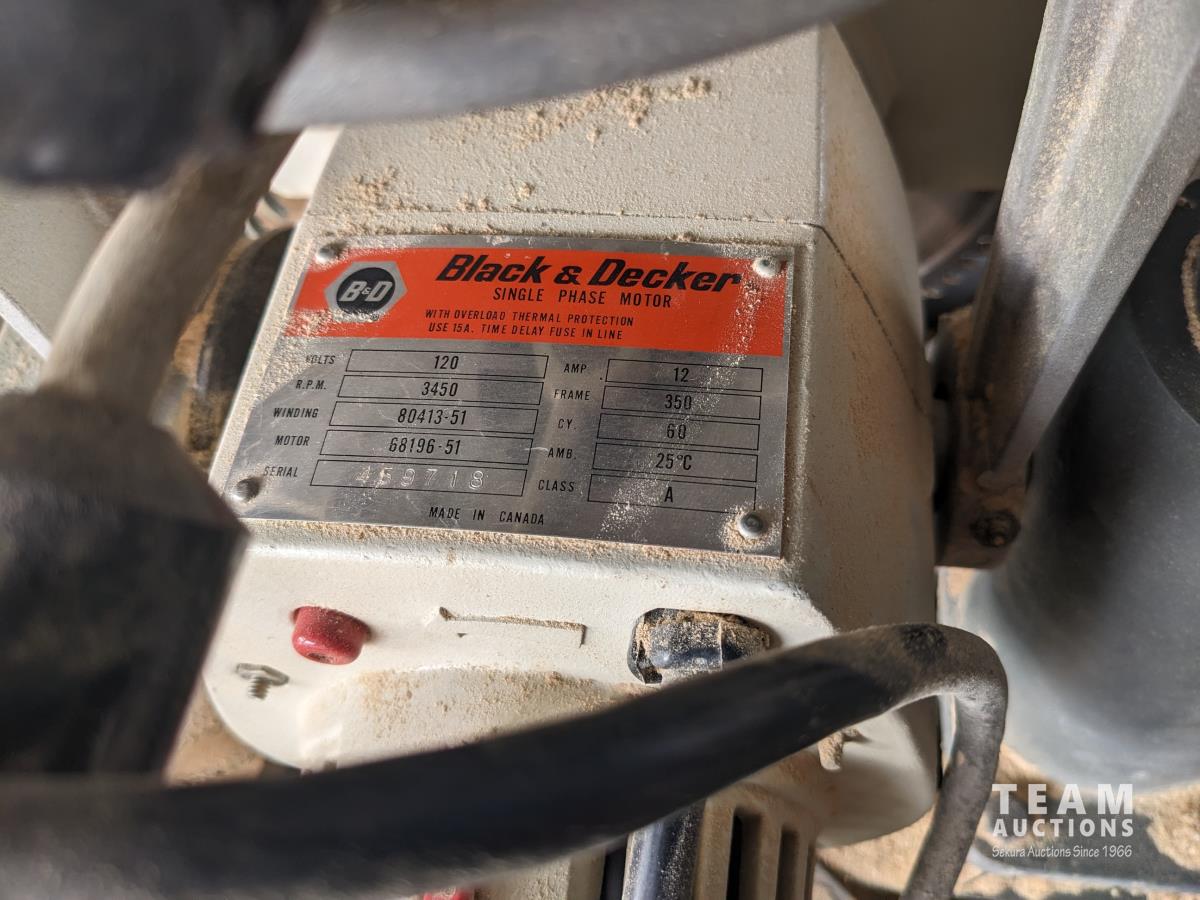 B&D
Black & Decker
SINGLE PHASE MOTOR
WITH OVERLOAD THERMAL PROTECTION
USE 15A. TIME DELAY FUSE IN LINE
VOLTS 120 AMP. 12
R.P.M. 3450 FRAME 350
WINDING 80413-51 CY. 60
MOTOR 68196-51 AMB. 25°C
SERIAL 459718 CLASS A
MADE IN CANADA
TEAM
AUCTIONS
Sekura Auctions Since 1966